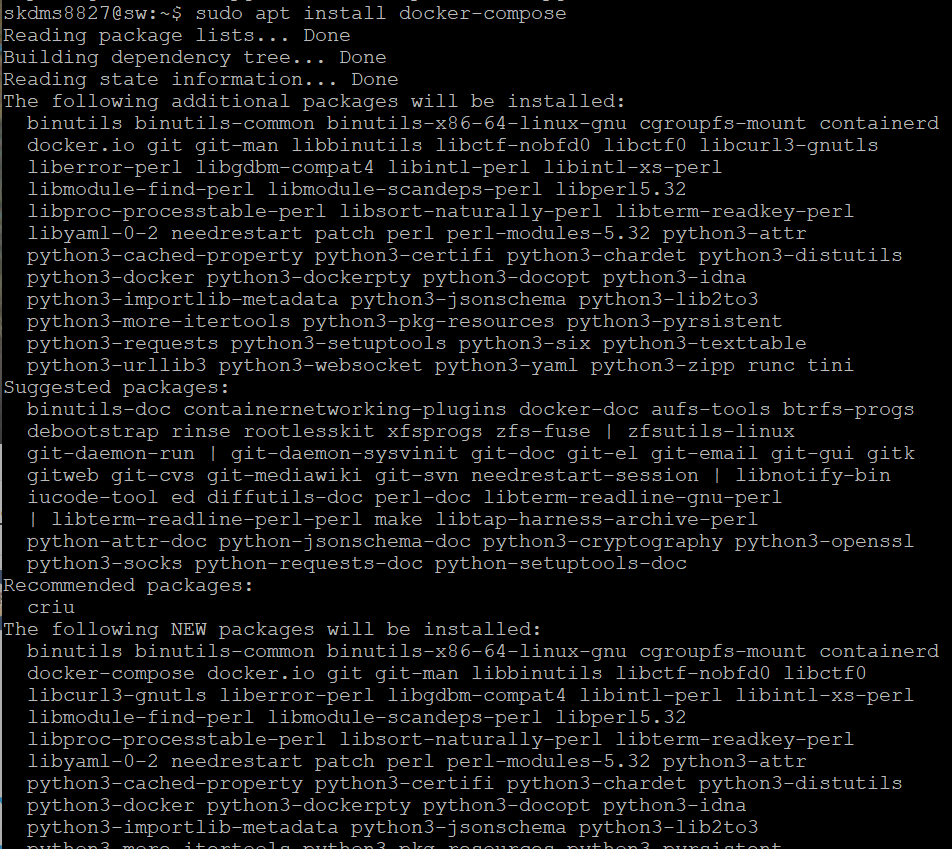 skdms8827@sw:~$ sudo apt install docker-compose
Reading package lists... Done
Building dependency tree... Done
Reading state information... Done
The following additional packages will be installed:
binutils binutils-common binutils-x86-64-linux-gnu cgroupfs-mount containerd
docker.io git git-man libbinutils libctf-nobfd0 libctf0 libcurl3-gnutls
liberror-perl libgdbm-compat4 libintl-perl libintl-xs-perl
libmodule-find-perl libmodule-scandeps-perl libperl5.32
libproc-processtable-perl libsort-naturally-perl libterm-readkey-perl
libyaml-0-2 needrestart patch perl perl-modules-5.32 python3-attr
python3-cached-property python3-certifi python3-chardet python3-distutils
python3-docker python3-dockerpty python3-docopt python3-idna
python3-importlib-metadata python3-jsonschema python3-lib2to3
python3-more-itertools python3-pkg-resources python3-pyrsistent
python3-requests python3-setuptools python3-six python3-texttable
python3-urllib3 python3-websocket python3-yaml python3-zipp runc tini
Suggested packages:
binutils-doc containernetworking-plugins docker-doc aufs-tools btrfs-progs
debootstrap rinse rootlesskit xfsprogs zfs-fuse | zfsutils-linux
git-daemon-run | git-daemon-sysvinit git-doc git-el git-email git-gui gitk
gitweb git-cvs git-mediawiki git-svn needrestart-session | libnotify-bin
iucode-tool ed diffutils-doc perl-doc libterm-readline-gnu-perl
| libterm-readline-perl-perl make libtap-harness-archive-perl
python-attr-doc python-jsonschema-doc python3-cryptography python3-openssl
python3-socks python-requests-doc python-setuptools-doc
Recommended packages:
criu
The following NEW packages will be installed:
binutils binutils-common binutils-x86-64-linux-gnu cgroupfs-mount containerd
docker-compose docker.io git git-man libbinutils libctf-nobfd0 libctf0
libcurl3-gnutls liberror-perl libgdbm-compat4 libintl-perl libintl-xs-perl
libmodule-find-perl libmodule-scandeps-perl libperl5.32
libproc-processtable-perl libsort-naturally-perl libterm-readkey-perl
libyaml-0-2 needrestart patch perl perl-modules-5.32 python3-attr
python3-cached-property python3-certifi python3-chardet python3-distutils
python3-docker python3-dockerpty python3-docopt python3-idna
python3-importlib-metadata python3-jsonschema python3-lib2to3
python3-more-itertools python3-pkg-resources python3-pyrsistent